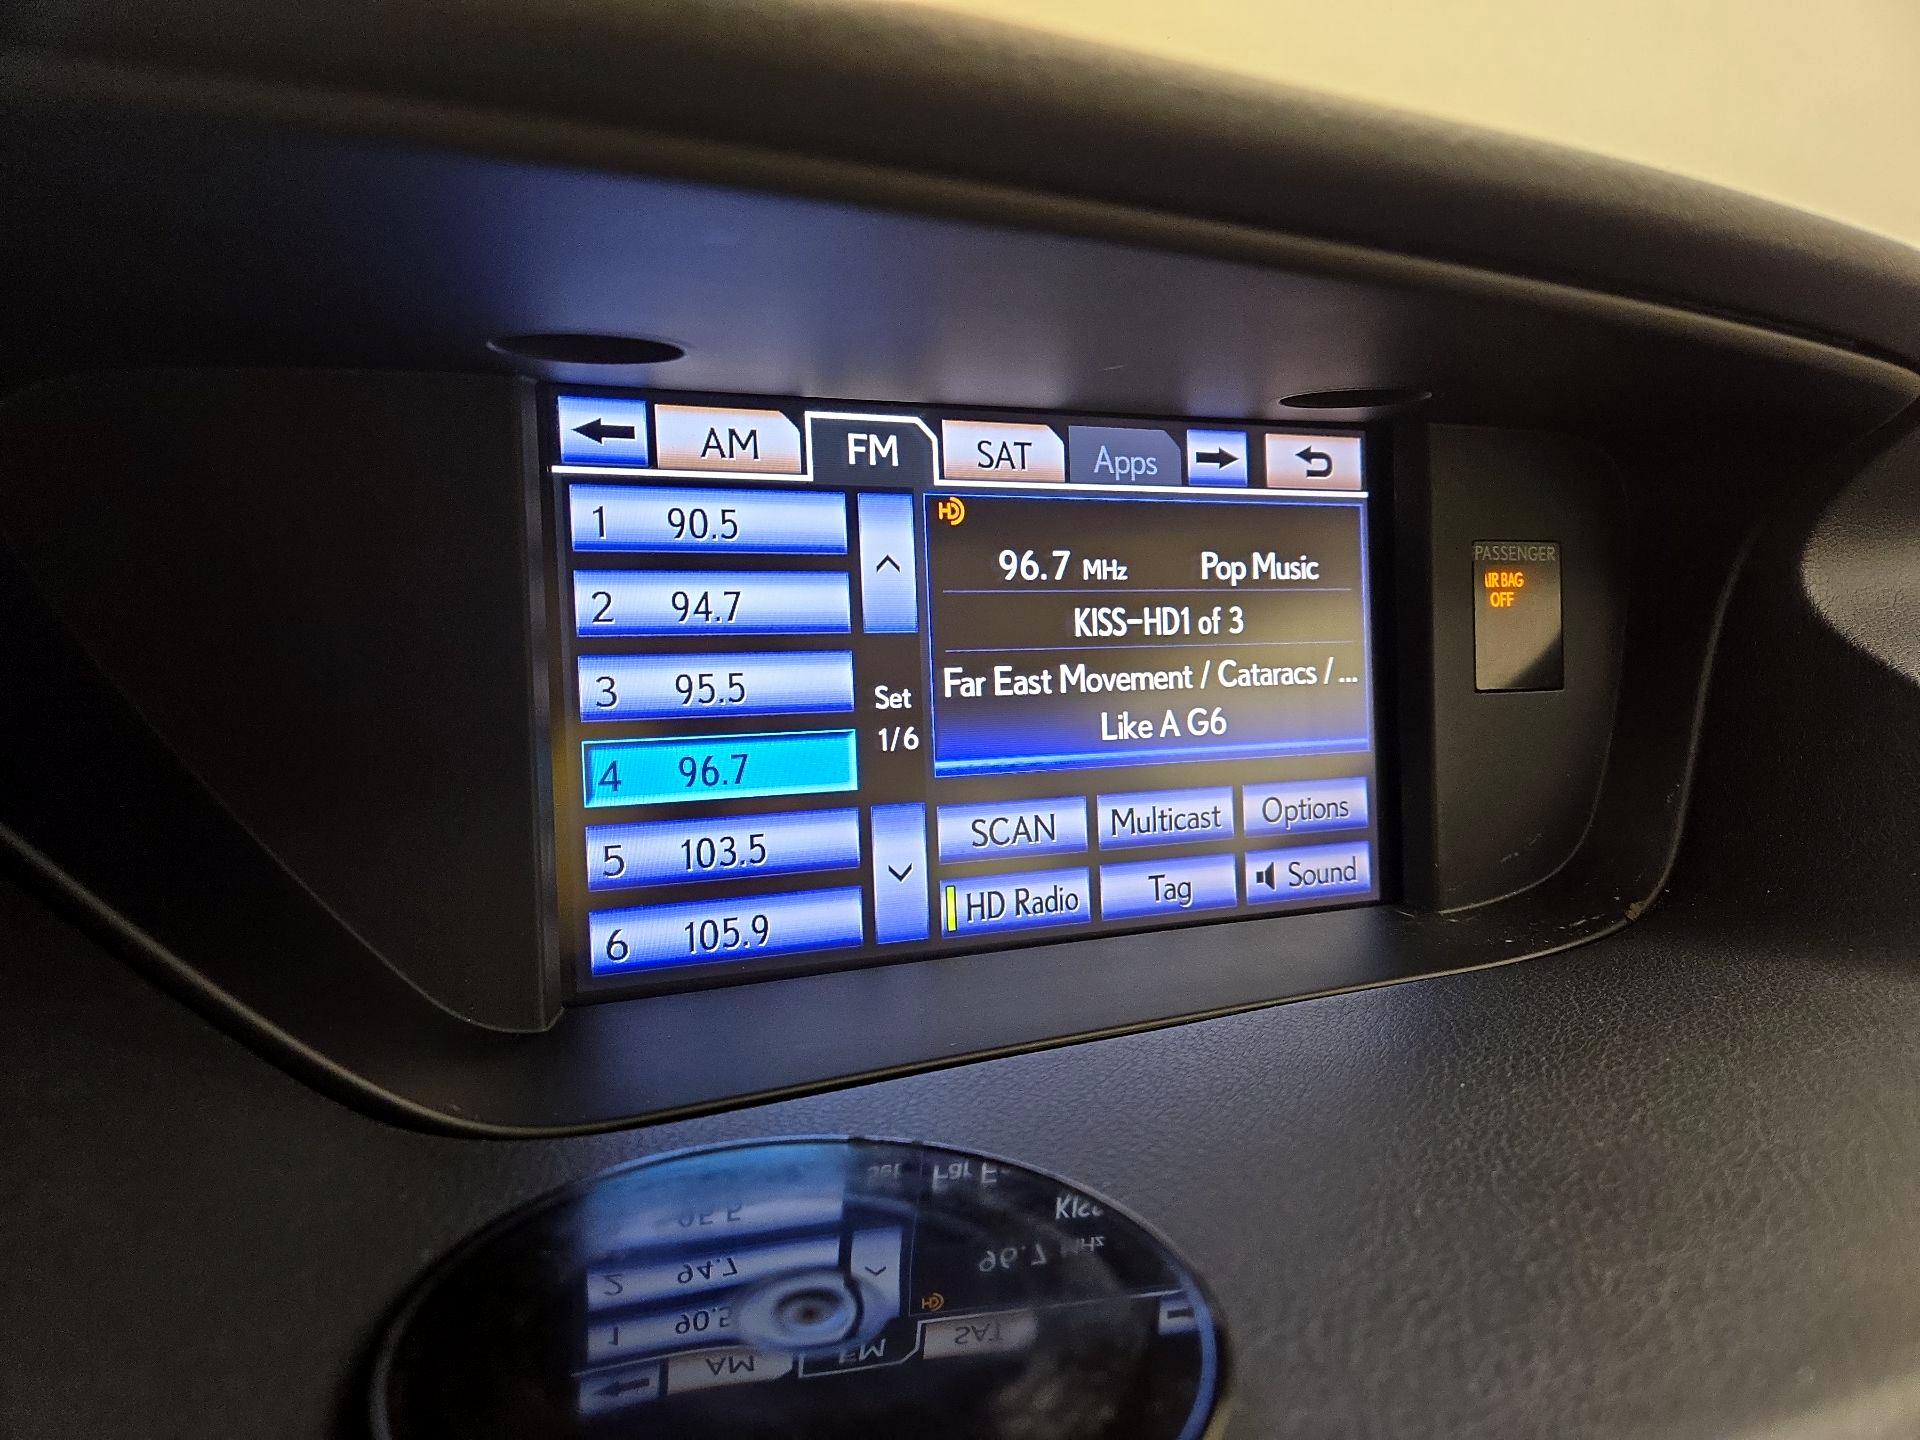 AM
FM
SAT
Apps
1 90.5
2 94.7
3 95.5
4 96.7
5 103.5
6 105.9
Set
1/6
HD
96.7 MHz Pop Music
KISS-HD1 of 3
Far East Movement / Cataracs /...
Like A G6
SCAN
Multicast
Options
HD Radio
Tag
Sound
PASSENGER
AIR BAG
OFF